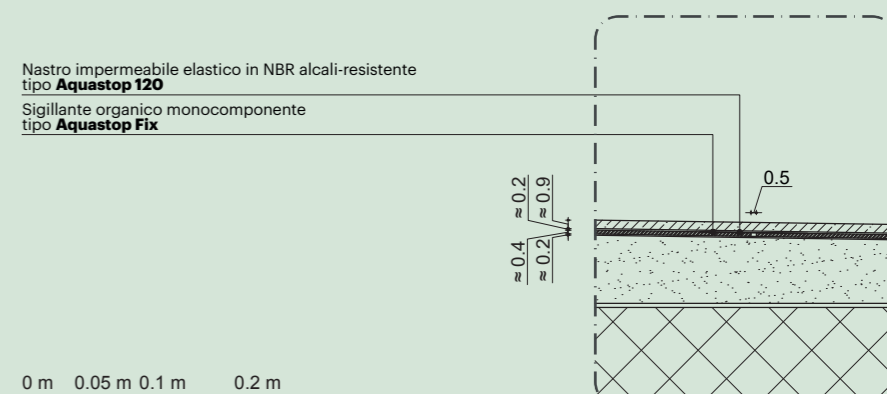 Nastro impermeabile elastico in NBR alcali-resistente
tipo Aquastop 120
Sigillante organico monocomponente
tipo Aquastop Fix
0.5
≈ 0.2
≈ 0.9
≈ 0.4
≈ 0.2
0 m 0.05 m 0.1 m 0.2 m